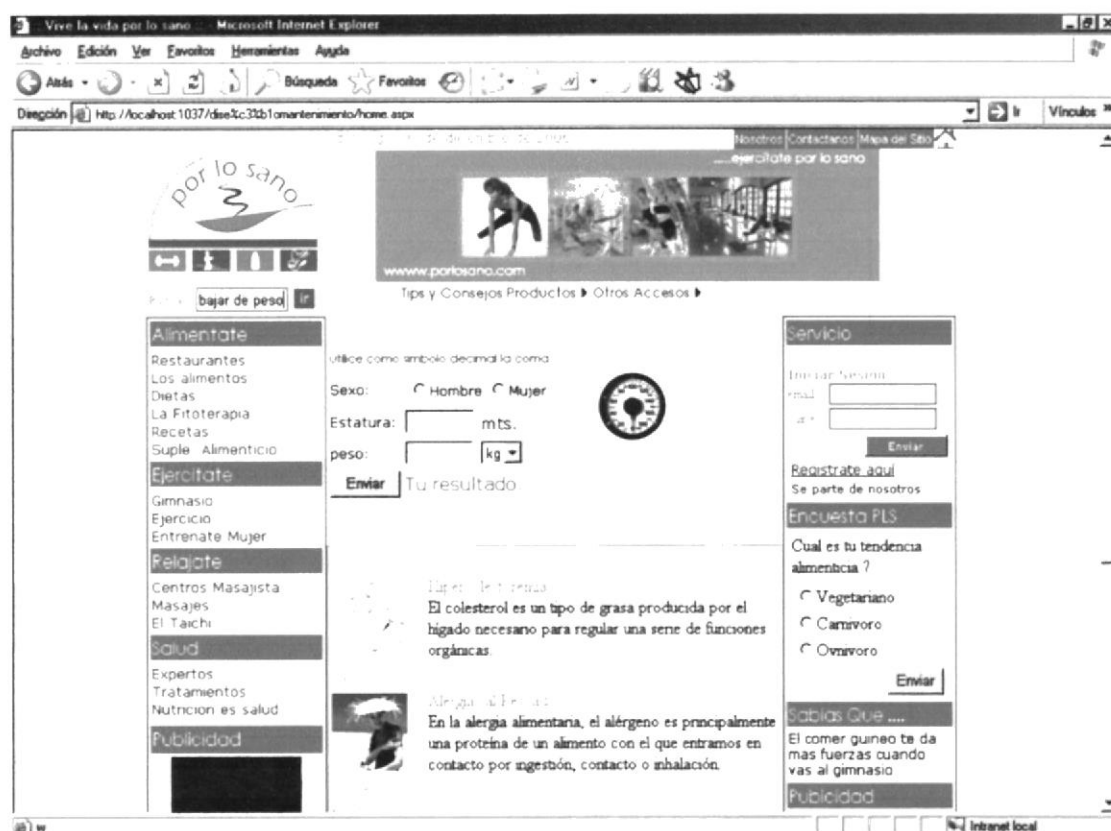 Vive la vida por lo sano Microsoft Internet Explorer
Archivo Edición Ver Favoritos Herramientas Ayuda
Atrás Búsqueda Favoritos
Dirección http://localhost:1037/dise%c3%b1omantenimiento/home.aspx Ir Vínculos
Nosotros Contactenos Mapa del Sitio
por lo sano
.....ejercítate por lo sano
wwww.porlosano.com
Tips y Consejos Productos Otros Accesos
bajar de peso Ir
Alimentate
Restaurantes
Los alimentos
Dietas
La Fitoterapia
Recetas
Suple Alimenticio
Ejercitate
Gimnasio
Ejercicio
Entrenate Mujer
Relajate
Centros Masajista
Masajes
El Taichi
Salud
Expertos
Tratamientos
Nutricion es salud
Publicidad
utilice como simbolo decimal la coma
Sexo: Hombre Mujer
Estatura: mts.
peso: kg
Enviar Tu resultado
El colesterol es un tipo de grasa producida por el
hígado necesario para regular una serie de funciones
orgánicas.
En la alergia alimentaria, el alérgeno es principalmente
una proteína de un alimento con el que entramos en
contacto por ingestión, contacto o inhalación.
Servicio
Iniciar Sesion
Enviar
Registrate aquí
Se parte de nosotros
Encuesta PLS
Cual es tu tendencia
alimenticia ?
Vegetariano
Carnivoro
Ovnivoro
Enviar
Sabias Que ....
El comer guineo te da
mas fuerzas cuando
vas al gimnasio
Publicidad
Intranet local